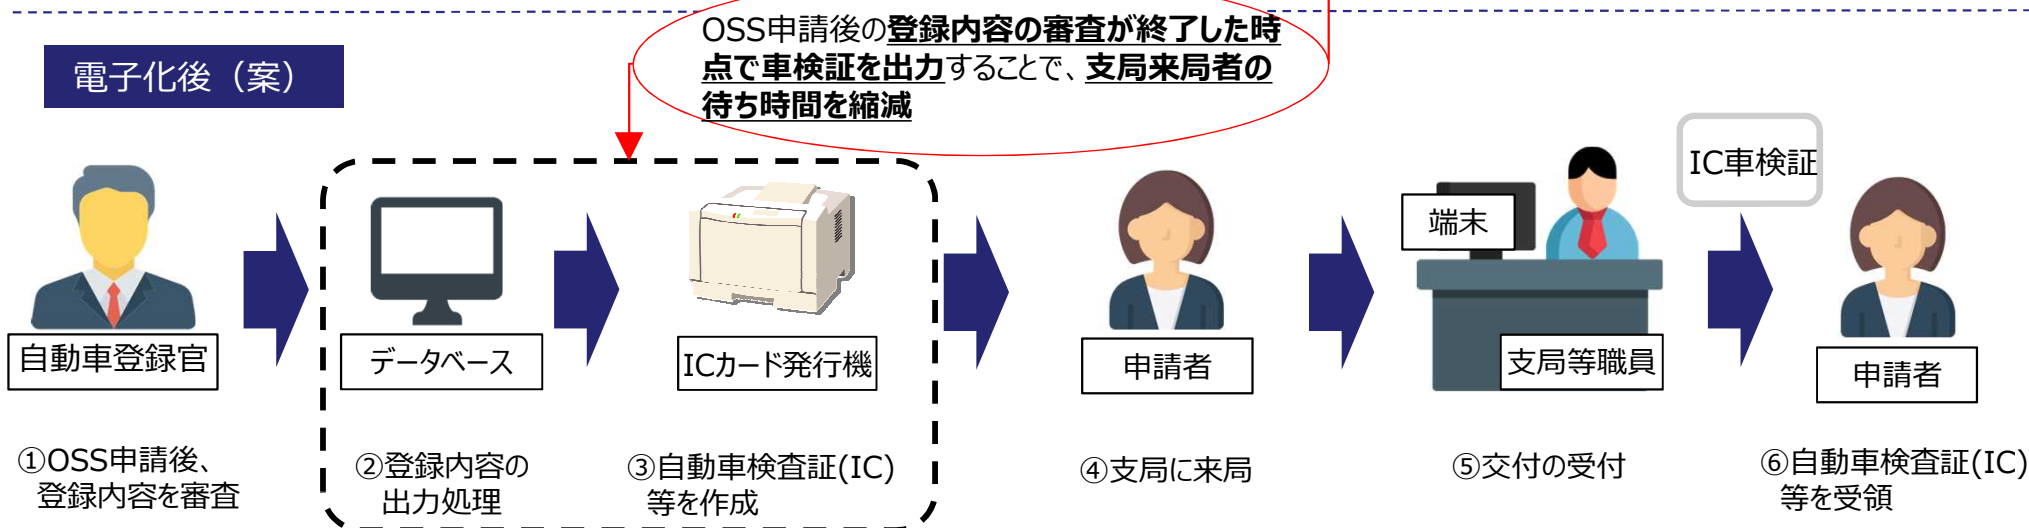 OSS申請後の登録内容の審査が終了した時
点で車検証を出力することで、支局来局者の
待ち時間を縮減
電子化後（案）
IC車検証
端末
自動車登録官
データベース
ICカード発行機
申請者
支局等職員
申請者
①OSS申請後、
登録内容を審査
②登録内容の
出力処理
③自動車検査証(IC)
等を作成
④支局に来局
⑤交付の受付
⑥自動車検査証(IC)
等を受領